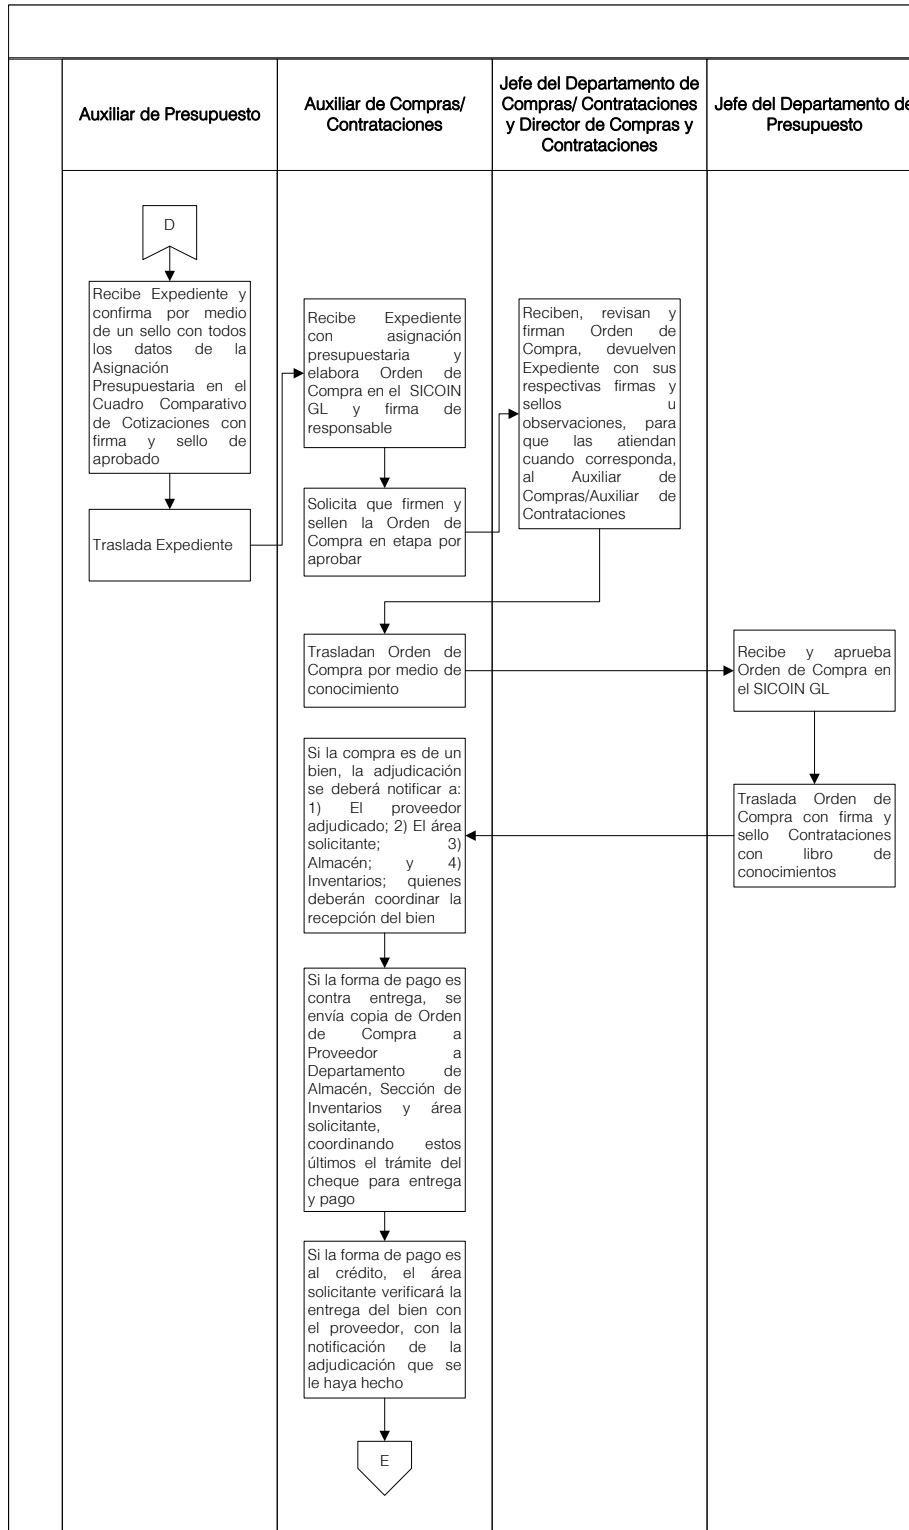 Auxiliar de Presupuesto
Auxiliar de Compras/
Contrataciones
Jefe del Departamento de
Compras/ Contrataciones
y Director de Compras y
Contrataciones
Jefe del Departamento de
Presupuesto
D
Recibe Expediente y
confirma por medio
de un sello con todos
los datos de la
Asignación
Presupuestaria en el
Cuadro Comparativo
de Cotizaciones con
firma y sello de
aprobado
Traslada Expediente
Recibe Expediente
con asignación
presupuestaria y
elabora Orden de
Compra en el SICOIN
GL y firma de
responsable
Solicita que firmen y
sellen la Orden de
Compra en etapa por
aprobar
Reciben, revisan y
firman Orden de
Compra, devuelven
Expediente con sus
respectivas firmas y
sellos u
observaciones, para
que las atiendan
cuando corresponda,
al Auxiliar de
Compras/Auxiliar de
Contrataciones
Trasladan Orden de
Compra por medio de
conocimiento
Recibe y aprueba
Orden de Compra en
el SICOIN GL
Traslada Orden de
Compra con firma y
sello Contrataciones
con libro de
conocimientos
Si la compra es de un
bien, la adjudicación
se deberá notificar a:
1) El proveedor
adjudicado; 2) El área
solicitante; 3)
Almacén; y 4)
Inventarios; quienes
deberán coordinar la
recepción del bien
Si la forma de pago es
contra entrega, se
envía copia de Orden
de Compra a
Proveedor a
Departamento de
Almacén, Sección de
Inventarios y área
solicitante,
coordinando estos
últimos el trámite del
cheque para entrega
y pago
Si la forma de pago es
al crédito, el área
solicitante verificará la
entrega del bien con
el proveedor, con la
notificación de la
adjudicación que se
le haya hecho
E